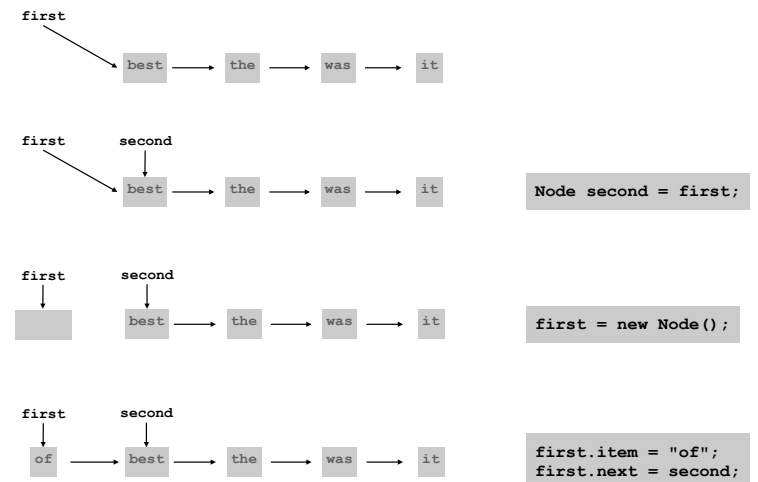 first
best the was it
first second
best the was it
Node second = first;
first second
best the was it
first = new Node();
first second
of best the was it
first.item = "of";
first.next = second;